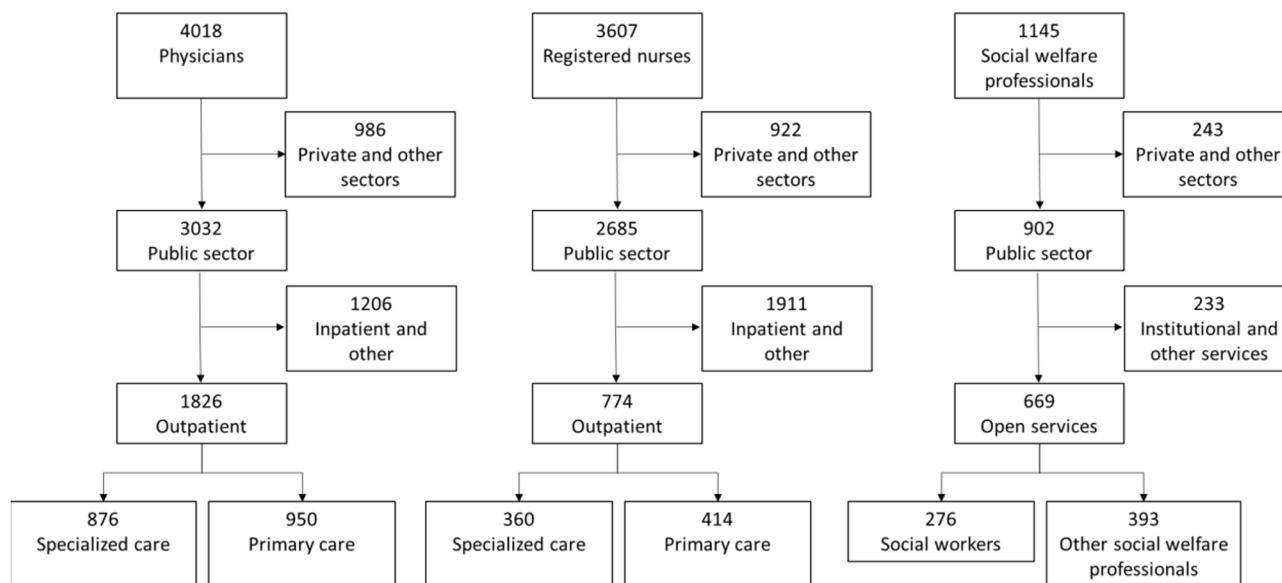 4018
Physicians
3607
Registered nurses
1145
Social welfare
professionals
986
Private and other
sectors
922
Private and other
sectors
243
Private and other
sectors
3032
Public sector
2685
Public sector
902
Public sector
1206
Inpatient and
other
1911
Inpatient and
other
233
Institutional and
other services
1826
Outpatient
774
Outpatient
669
Open services
876
Specialized care
950
Primary care
360
Specialized care
414
Primary care
276
Social workers
393
Other social welfare
professionals